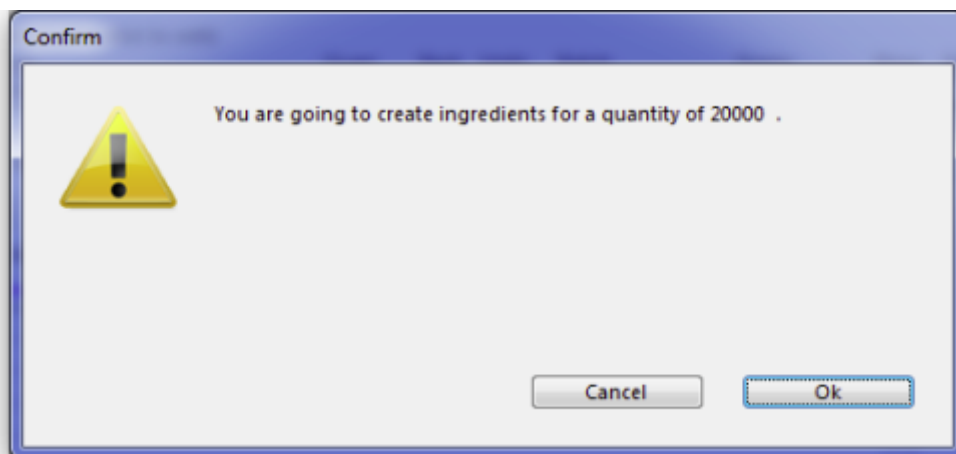 Confirm
You are going to create ingredients for a quantity of 20000 .
Cancel
Ok